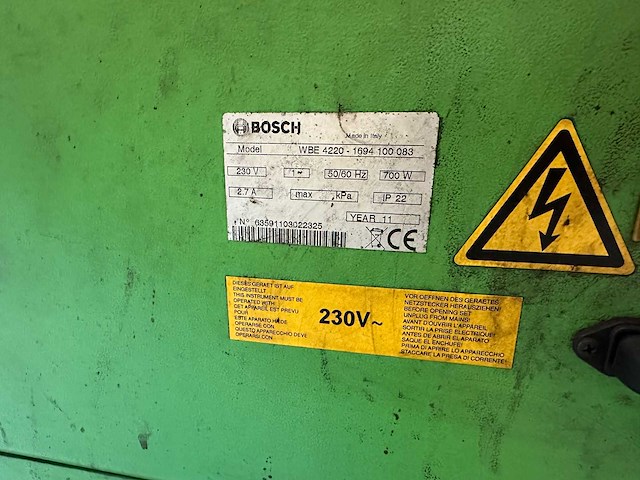 BOSCH
Made in Italy
Model WBE 4220 - 1694 100 083
230 V 1~ 50/60 Hz 700 W
2.7 A max kPa IP 22
YEAR 11
N° 63591103022325
CE
DIESES GERAET IST AUF
EINGESTELLT
THIS INSTRUMENT MUST BE
OPERATED WITH
CET APPAREIL EST PREVU
POUR
ESTE APARATO
OPERARSE CON
QUESTO APPARECCHIO DEVE
OPERARSI CON
230V~
VOR OEFFNEN DES GERAETES
NETZSTECKER HERAUSZIEHEN!
BEFORE OPENING SET
UNPLUG FROM MAINS!
AVANT D'OUVRIR L'APPAREIL
SORTIR LA PRISE ELECTRIQUE!
ANTES DE ABRIR EL APARATO
SAQUE EL ENCHUFE!
PRIMA DI APRIRE LO APPARECCHIO
STACCARE LA PRESA DI CORRENTE!